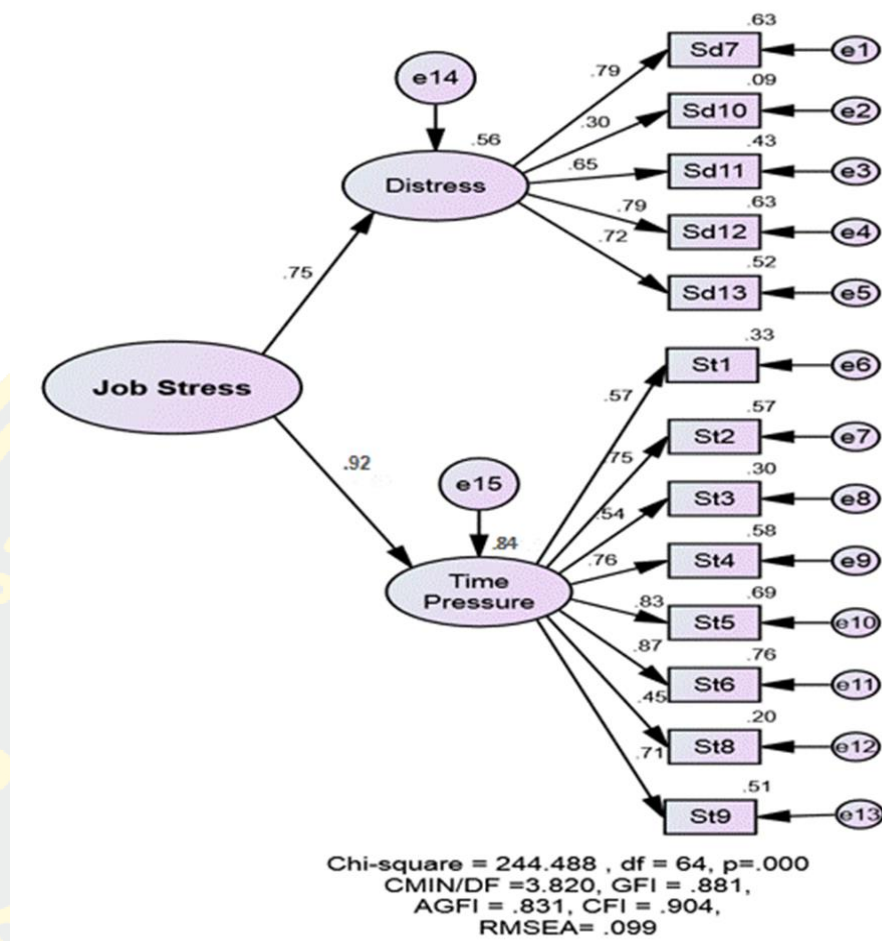 .63
Sd7
e1
.79
e14
.09
Sd10
e2
.30
.56
.43
Sd11
e3
.65
Distress
.63
Sd12
e4
.79
.72
.52
Sd13
e5
.75
.33
St1
e6
.57
Job Stress
.57
St2
e7
.75
.92
.30
St3
e8
.54
e15
.58
St4
e9
.76
.84
Time
Pressure
.69
St5
e10
.83
.76
St6
e11
.87
.20
St8
e12
.45
.51
St9
e13
.71
Chi-square = 244.488 , df = 64, p=.000
CMIN/DF =3.820, GFI = .881,
AGFI = .831, CFI = .904,
RMSEA= .099